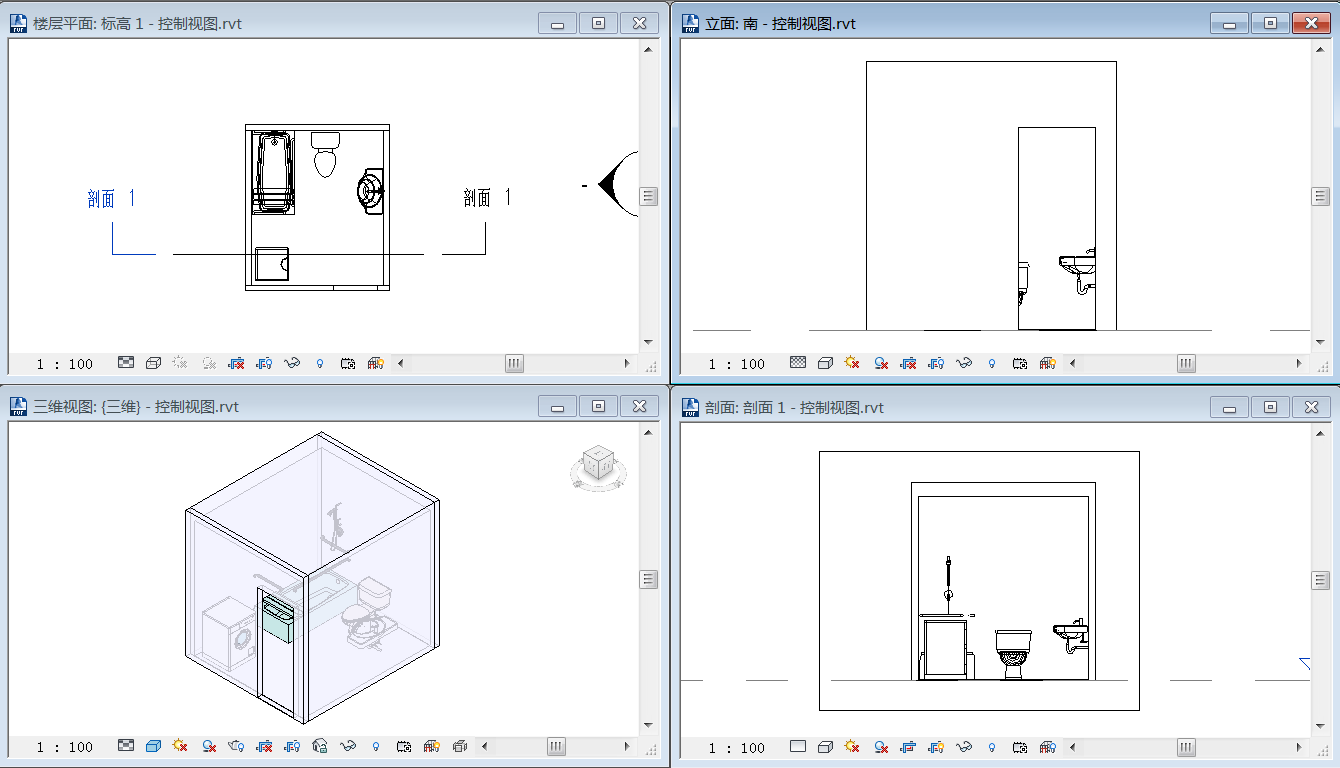 楼层平面: 标高 1 - 控制视图.rvt
剖面 1
剖面 1
1 : 100
立面: 南 - 控制视图.rvt
1 : 100
三维视图: {三维} - 控制视图.rvt
1 : 100
剖面: 剖面 1 - 控制视图.rvt
1 : 100